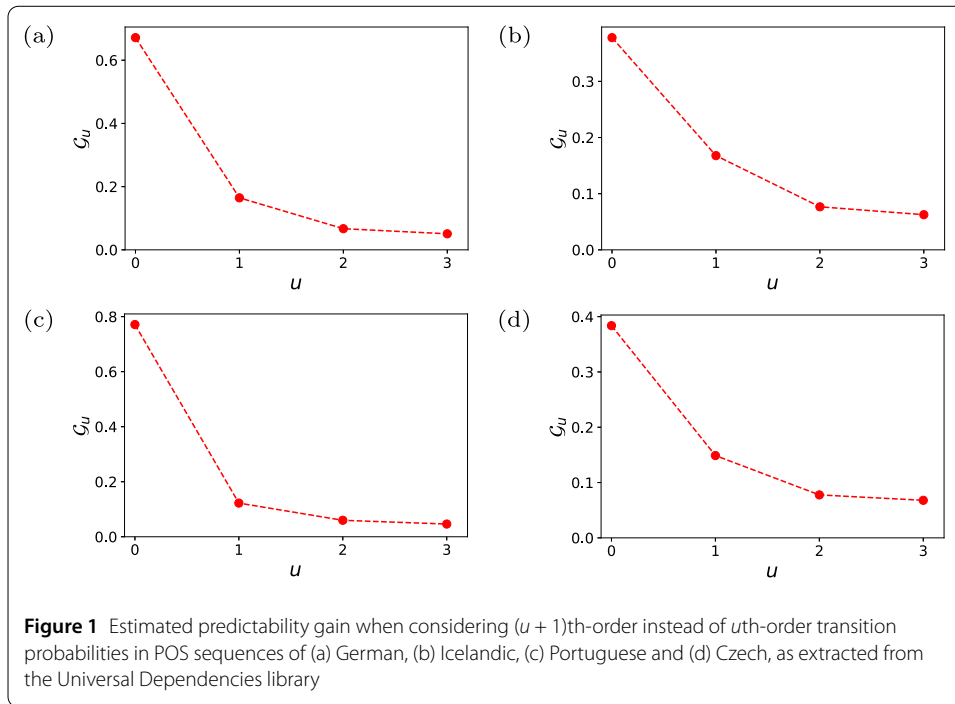 (a)
0.6
0.4
0.2
0.0
𝒢u
0 1 2 3
u
(b)
0.3
0.2
0.1
0.0
𝒢u
0 1 2 3
u
(c)
0.8
0.6
0.4
0.2
0.0
𝒢u
0 1 2 3
u
(d)
0.4
0.3
0.2
0.1
0.0
𝒢u
0 1 2 3
u
Figure 1 Estimated predictability gain when considering (u + 1)th-order instead of uth-order transition
probabilities in POS sequences of (a) German, (b) Icelandic, (c) Portuguese and (d) Czech, as extracted from
the Universal Dependencies library